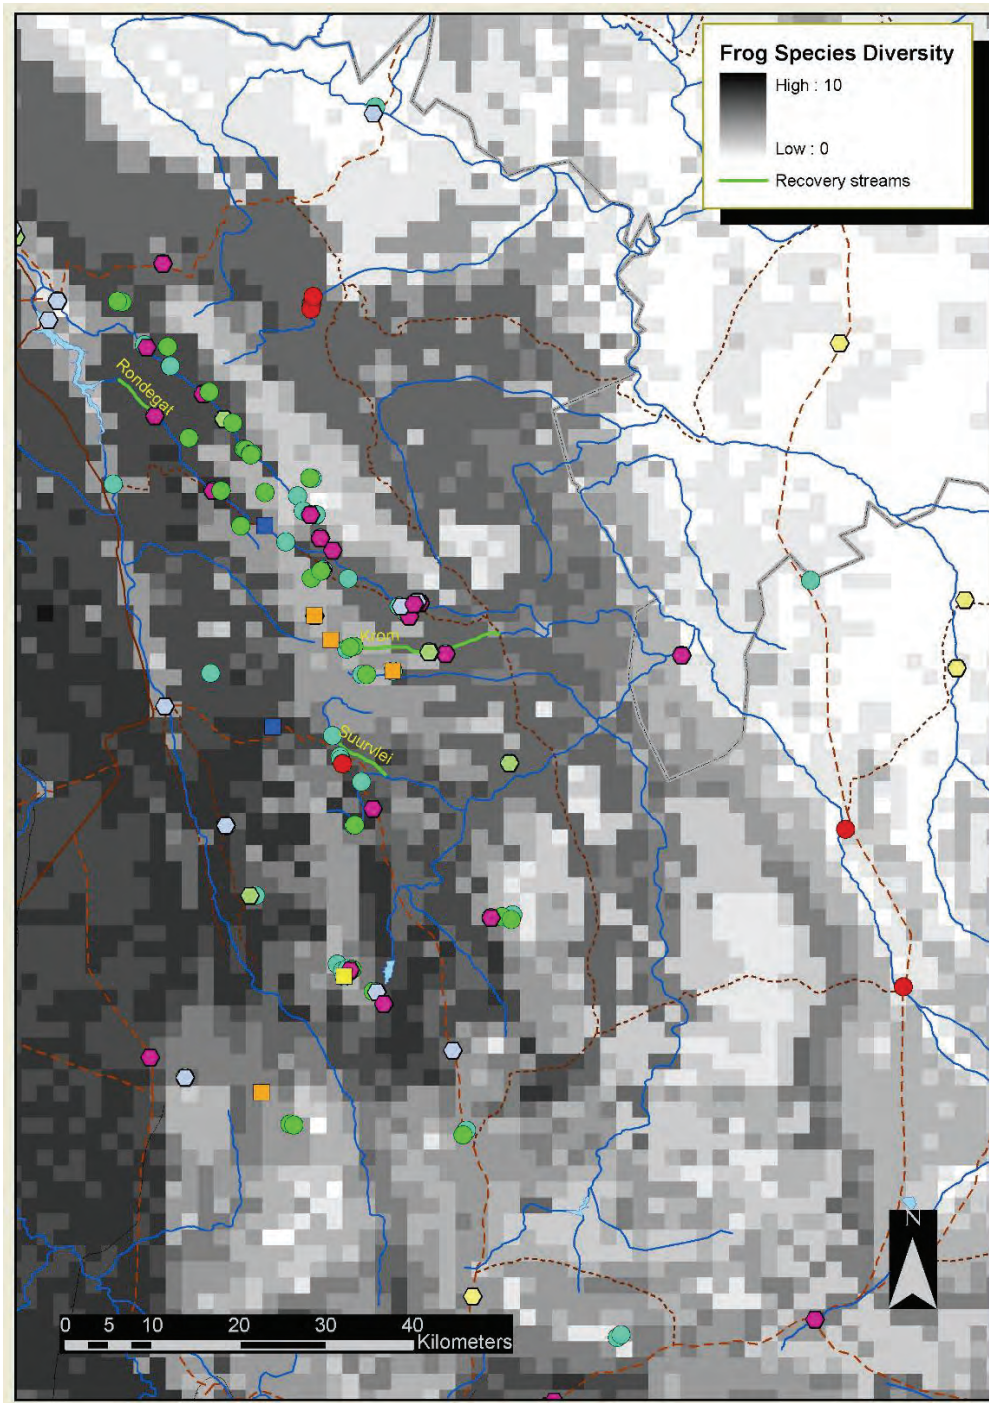 Frog Species Diversity
High : 10
Low : 0
Recovery streams
Rondegat
Krom
Suurvlei
N
0 5 10 20 30 40
Kilometers